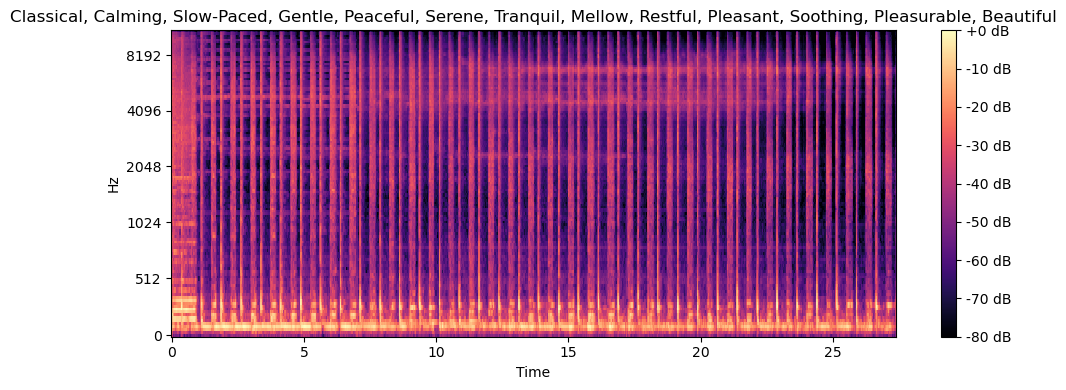 Classical, Calming, Slow-Paced, Gentle, Peaceful, Serene, Tranquil, Mellow, Restful, Pleasant, Soothing, Pleasurable, Beautiful
8192
4096
2048
1024
512
0
Hz
0
5
10
15
20
25
Time
+0 dB
-10 dB
-20 dB
-30 dB
-40 dB
-50 dB
-60 dB
-70 dB
-80 dB